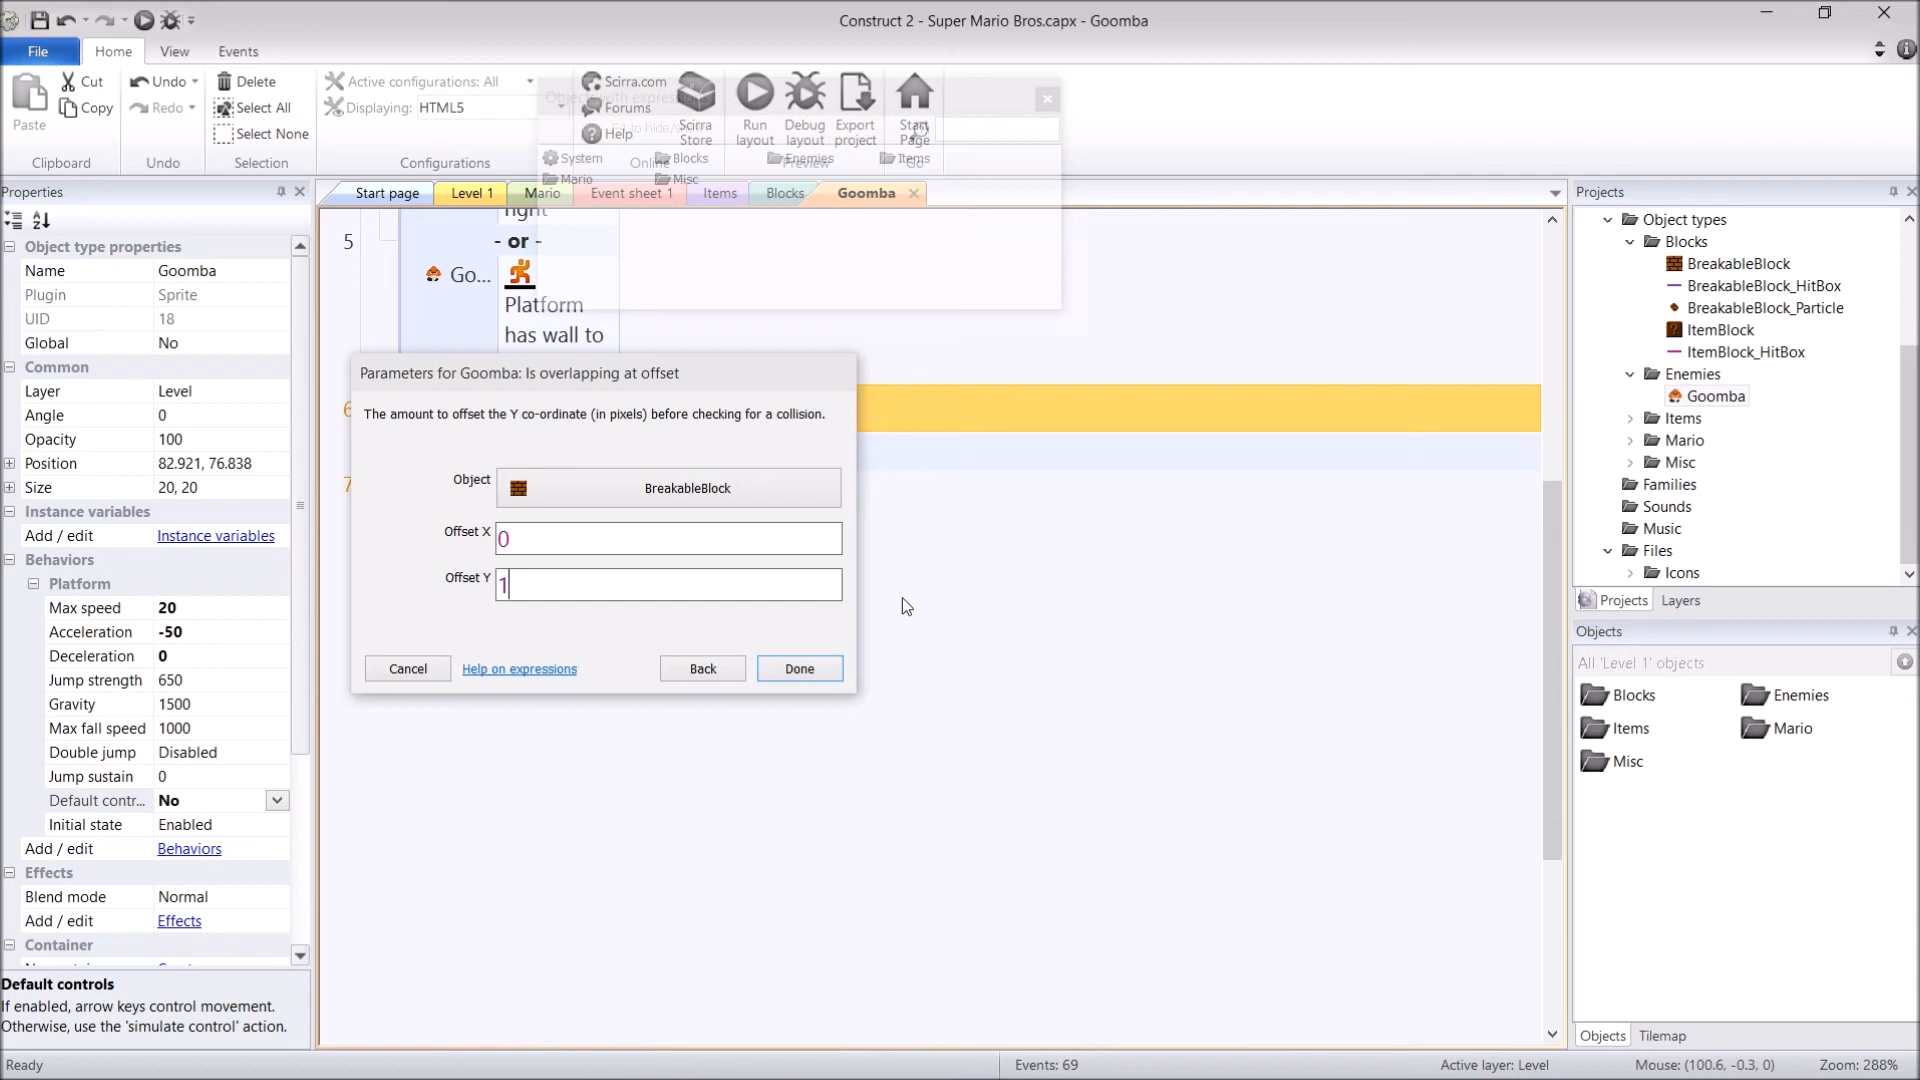 Construct 2 - Super Mario Bros.capx - Goomba
File
Home
View
Events
Paste
Cut
Copy
Clipboard
Undo
Redo
Undo
Delete
Select All
Select None
Selection
Active configurations: All
Displaying: HTML5
Configurations
Scirra.com
Forums
Help
Scirra
Store
Online
Run
layout
Debug
layout
Export
project
Preview
Start
Page
Go
System
Blocks
Enemies
Items
Mario
Misc
Properties
Start page
Level 1
Mario
Event sheet 1
Items
Blocks
Goomba
Object type properties
Name Goomba
Plugin Sprite
UID 18
Global No
Common
Layer Level
Angle 0
Opacity 100
Position 82.921, 76.838
Size 20, 20
Instance variables
Add / edit Instance variables
Behaviors
Platform
Max speed 20
Acceleration -50
Deceleration 0
Jump strength 650
Gravity 1500
Max fall speed 1000
Double jump Disabled
Jump sustain 0
Default contr... No
Initial state Enabled
Add / edit Behaviors
Effects
Blend mode Normal
Add / edit Effects
Container
Default controls
If enabled, arrow keys control movement.
Otherwise, use the 'simulate control' action.
right
5
- or -
Go...
Platform
has wall to
6
7
Parameters for Goomba: Is overlapping at offset
The amount to offset the Y co-ordinate (in pixels) before checking for a collision.
Object BreakableBlock
Offset X 0
Offset Y 1
Cancel
Help on expressions
Back
Done
Projects
Object types
Blocks
BreakableBlock
BreakableBlock_HitBox
BreakableBlock_Particle
ItemBlock
ItemBlock_HitBox
Enemies
Goomba
Items
Mario
Misc
Families
Sounds
Music
Files
Icons
Projects
Layers
Objects
All 'Level 1' objects
Blocks
Enemies
Items
Mario
Misc
Objects
Tilemap
Ready
Events: 69
Active layer: Level
Mouse: (100.6, -0.3, 0)
Zoom: 288%